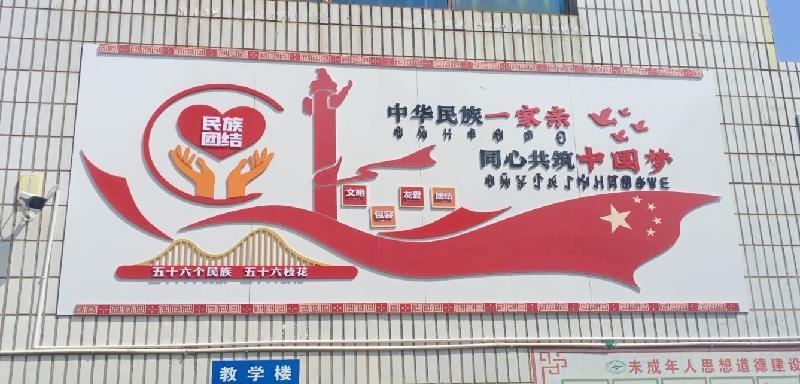 民族
团结
中华民族一家亲
同心共筑中国梦
文明
包容
友爱
团结
五十六个民族 五十六枝花
教学楼
未成年人思想道德建设